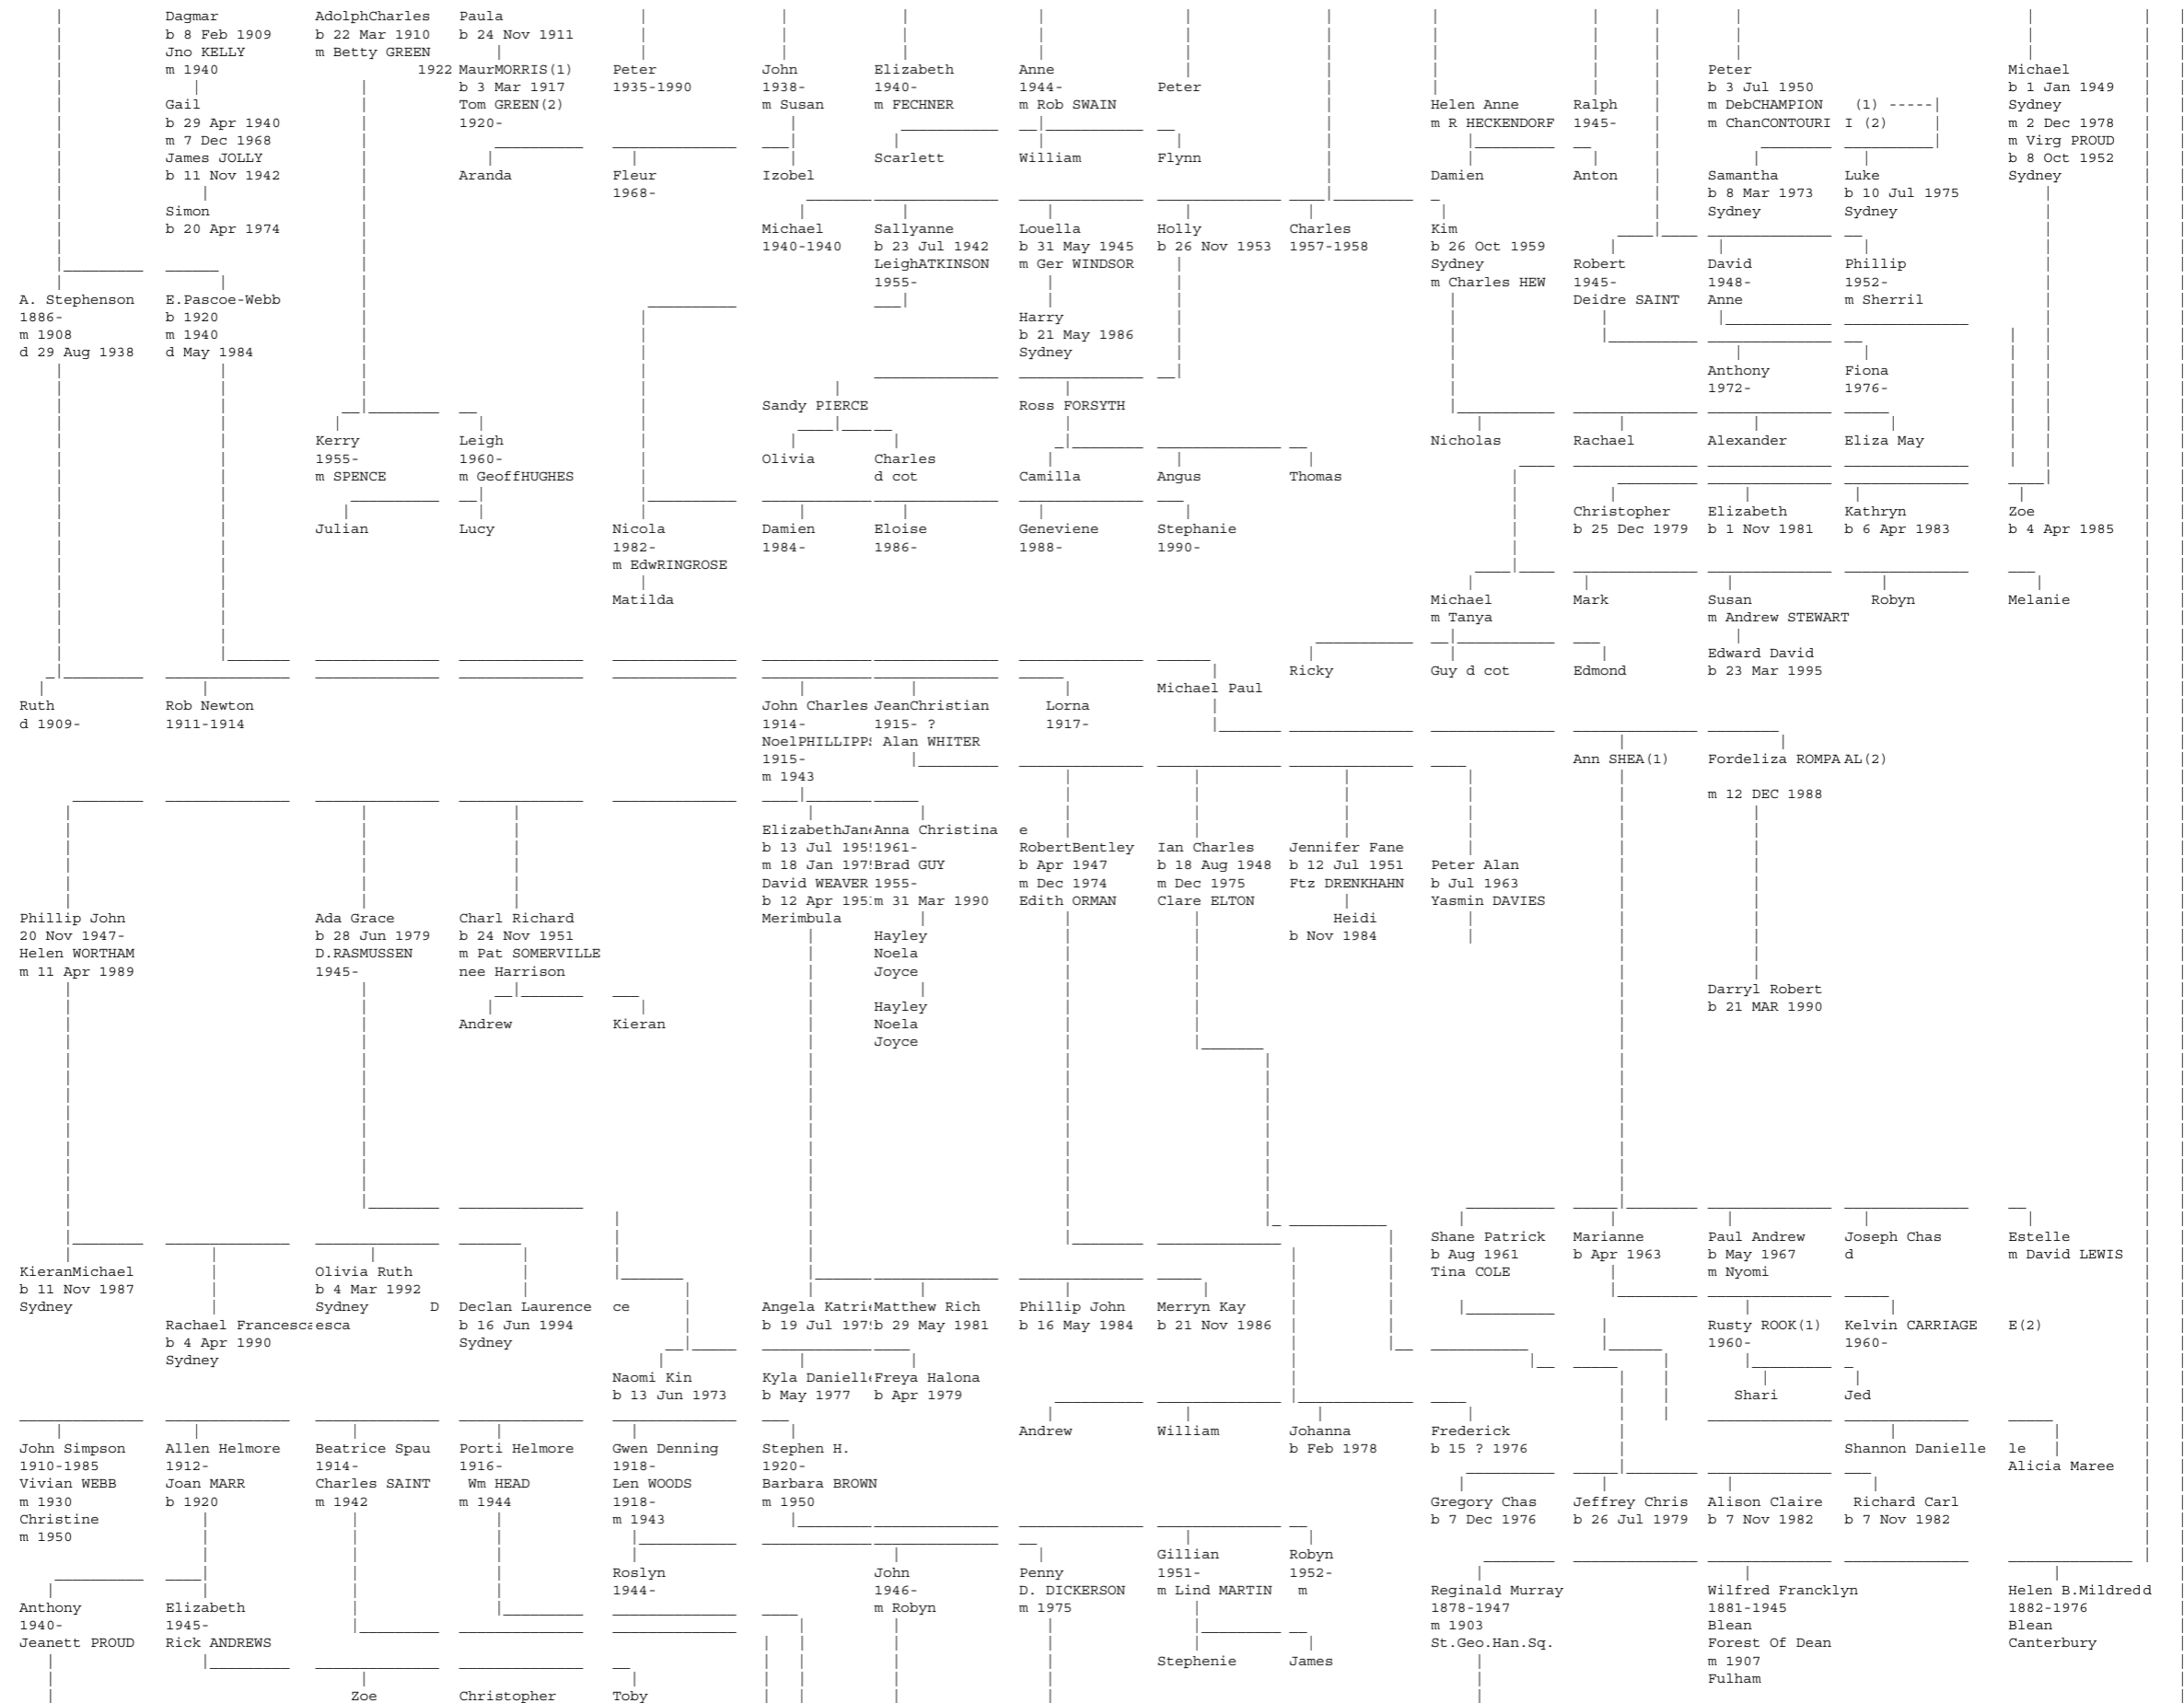 Dagmar AdolphCharles Paula
b 8 Feb 1909 b 22 Mar 1910 b 24 Nov 1911
Jno KELLY m Betty GREEN
m 1940 1922 MaurMORRIS(1) Peter John Elizabeth Anne Peter Michael
b 3 Mar 1917 1935-1990 1938- 1940- 1944- Peter b 3 Jul 1950 b 1 Jan 1949
Gail Tom GREEN(2) m Susan m FECHNER m Rob SWAIN Helen Anne Ralph m DebCHAMPION (1) -----| Sydney
b 29 Apr 1940 1920- m R HECKENDORF 1945- m ChanCONTOURI I (2) m 2 Dec 1978
m 7 Dec 1968 m Virg PROUD
James JOLLY Scarlett William Flynn b 8 Oct 1952
b 11 Nov 1942 Aranda Fleur Izobel Damien Anton Samantha Luke Sydney
1968- b 8 Mar 1973 b 10 Jul 1975
Simon Sydney Sydney
b 20 Apr 1974 Michael Sallyanne Louella Holly Charles Kim
1940-1940 b 23 Jul 1942 b 31 May 1945 b 26 Nov 1953 1957-1958 b 26 Oct 1959
LeighATKINSON m Ger WINDSOR Sydney Robert David Phillip
1955- m Charles HEW 1945- 1948- 1952-
A. Stephenson E.Pascoe-Webb Deidre SAINT Anne m Sherril
1886- b 1920 Harry
m 1908 m 1940 b 21 May 1986
d 29 Aug 1938 d May 1984 Sydney
Anthony Fiona
1972- 1976-
Sandy PIERCE Ross FORSYTH
Kerry Leigh Nicholas Rachael Alexander Eliza May
1955- 1960- Olivia Charles
m SPENCE m GeoffHUGHES d cot Camilla Angus Thomas
Christopher Elizabeth Kathryn Zoe
Julian Lucy Nicola Damien Eloise Geneviene Stephanie b 25 Dec 1979 b 1 Nov 1981 b 6 Apr 1983 b 4 Apr 1985
1982- 1984- 1986- 1988- 1990-
m EdwRINGROSE
Matilda Michael Mark Susan Robyn Melanie
m Tanya m Andrew STEWART
Edward David
Ricky Guy d cot Edmond b 23 Mar 1995
Michael Paul
Ruth Rob Newton John Charles JeanChristian Lorna
d 1909- 1911-1914 1914- 1915- ? 1917-
NoelPHILLIPPS Alan WHITER
1915- Ann SHEA(1) Fordeliza ROMPA AL(2)
m 1943
m 12 DEC 1988
ElizabethJane Anna Christina e
b 13 Jul 195 1961- RobertBentley Ian Charles Jennifer Fane
m 18 Jan 197 Brad GUY b Apr 1947 b 18 Aug 1948 b 12 Jul 1951 Peter Alan
David WEAVER 1955- m Dec 1974 m Dec 1975 Ftz DRENKHAHN b Jul 1963
b 12 Apr 195 m 31 Mar 1990 Edith ORMAN Clare ELTON Yasmin DAVIES
Phillip John Ada Grace Charl Richard Merimbula Heidi
20 Nov 1947- b 28 Jun 1979 b 24 Nov 1951 Hayley b Nov 1984
Helen WORTHAM D.RASMUSSEN m Pat SOMERVILLE Noela
m 11 Apr 1989 1945- nee Harrison Joyce
Darryl Robert
Hayley b 21 MAR 1990
Andrew Kieran Noela
Joyce
Shane Patrick Marianne Paul Andrew Joseph Chas Estelle
b Aug 1961 b Apr 1963 b May 1967 d m David LEWIS
KieranMichael Olivia Ruth Tina COLE m Nyomi
b 11 Nov 1987 b 4 Mar 1992
Sydney Sydney D Declan Laurence ce Angela Katri Matthew Rich Phillip John Merryn Kay
Rachael Francesca esca b 16 Jun 1994 b 19 Jul 197 b 29 May 1981 b 16 May 1984 b 21 Nov 1986 Rusty ROOK(1) Kelvin CARRIAGE E(2)
b 4 Apr 1990 Sydney 1960- 1960-
Sydney
Naomi Kin Kyla Danielle Freya Halona
b 13 Jun 1973 b May 1977 b Apr 1979 Shari Jed
Andrew William Johanna Frederick
John Simpson Allen Helmore Beatrice Spau Porti Helmore Gwen Denning Stephen H. b Feb 1978 b 15 ? 1976 Shannon Danielle le
1910-1985 1912- 1914- 1916- 1918- 1920- Alicia Maree
Vivian WEBB Joan MARR Charles SAINT Wm HEAD Len WOODS Barbara BROWN
m 1930 b 1920 m 1942 m 1944 1918- m 1950 Gregory Chas Jeffrey Chris Alison Claire Richard Carl
Christine m 1943 b 7 Dec 1976 b 26 Jul 1979 b 7 Nov 1982 b 7 Nov 1982
m 1950
Gillian Robyn
Roslyn John Penny 1951- 1952-
1944- 1946- D. DICKERSON m Lind MARTIN m Reginald Murray Wilfred Francklyn Helen B.Mildred d
Anthony Elizabeth m Robyn m 1975 1878-1947 1881-1945 1882-1976
1940- 1945- m 1903 Blean Blean
Jeanett PROUD Rick ANDREWS St.Geo.Han.Sq. Forest Of Dean Canterbury
Stephenie James m 1907
Fulham
Zoe Christopher Toby